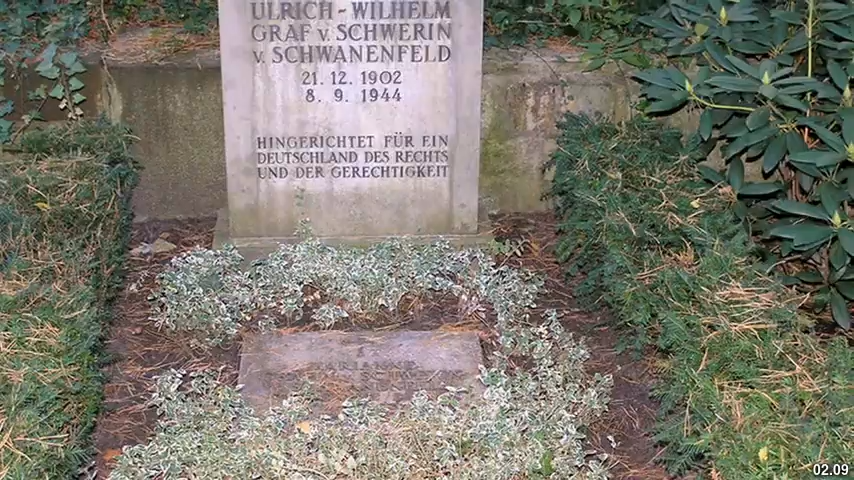 ULRICH-WILHELM
GRAF v. SCHWERIN
v. SCHWANENFELD
21. 12. 1902
8. 9. 1944
HINGERICHTET FÜR EIN
DEUTSCHLAND DES RECHTS
UND DER GERECHTIGKEIT
02.09